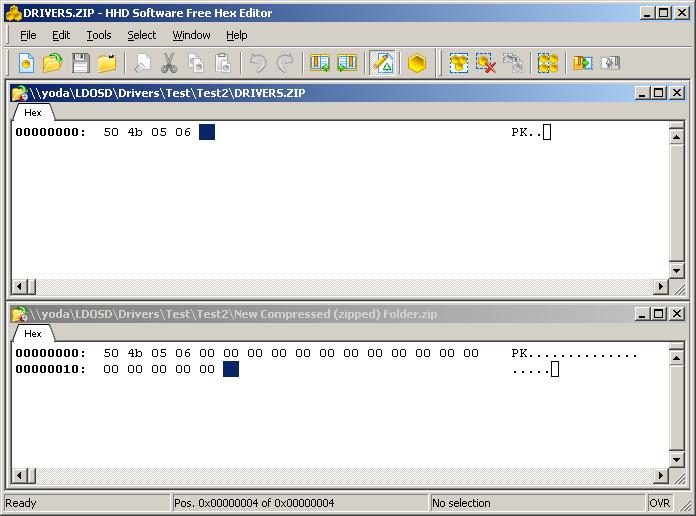 DRIVERS.ZIP - HHD Software Free Hex Editor
File Edit Tools Select Window Help
\\yoda\LDOSD\Drivers\Test\Test2\DRIVERS.ZIP
Hex
00000000: 50 4b 05 06 PK..
\\yoda\LDOSD\Drivers\Test\Test2\New Compressed (zipped) Folder.zip
Hex
00000000: 50 4b 05 06 00 00 00 00 00 00 00 00 00 00 00 00 PK..............
00000010: 00 00 00 00 00 .....
Ready Pos. 0x00000004 of 0x00000004 No selection OVR